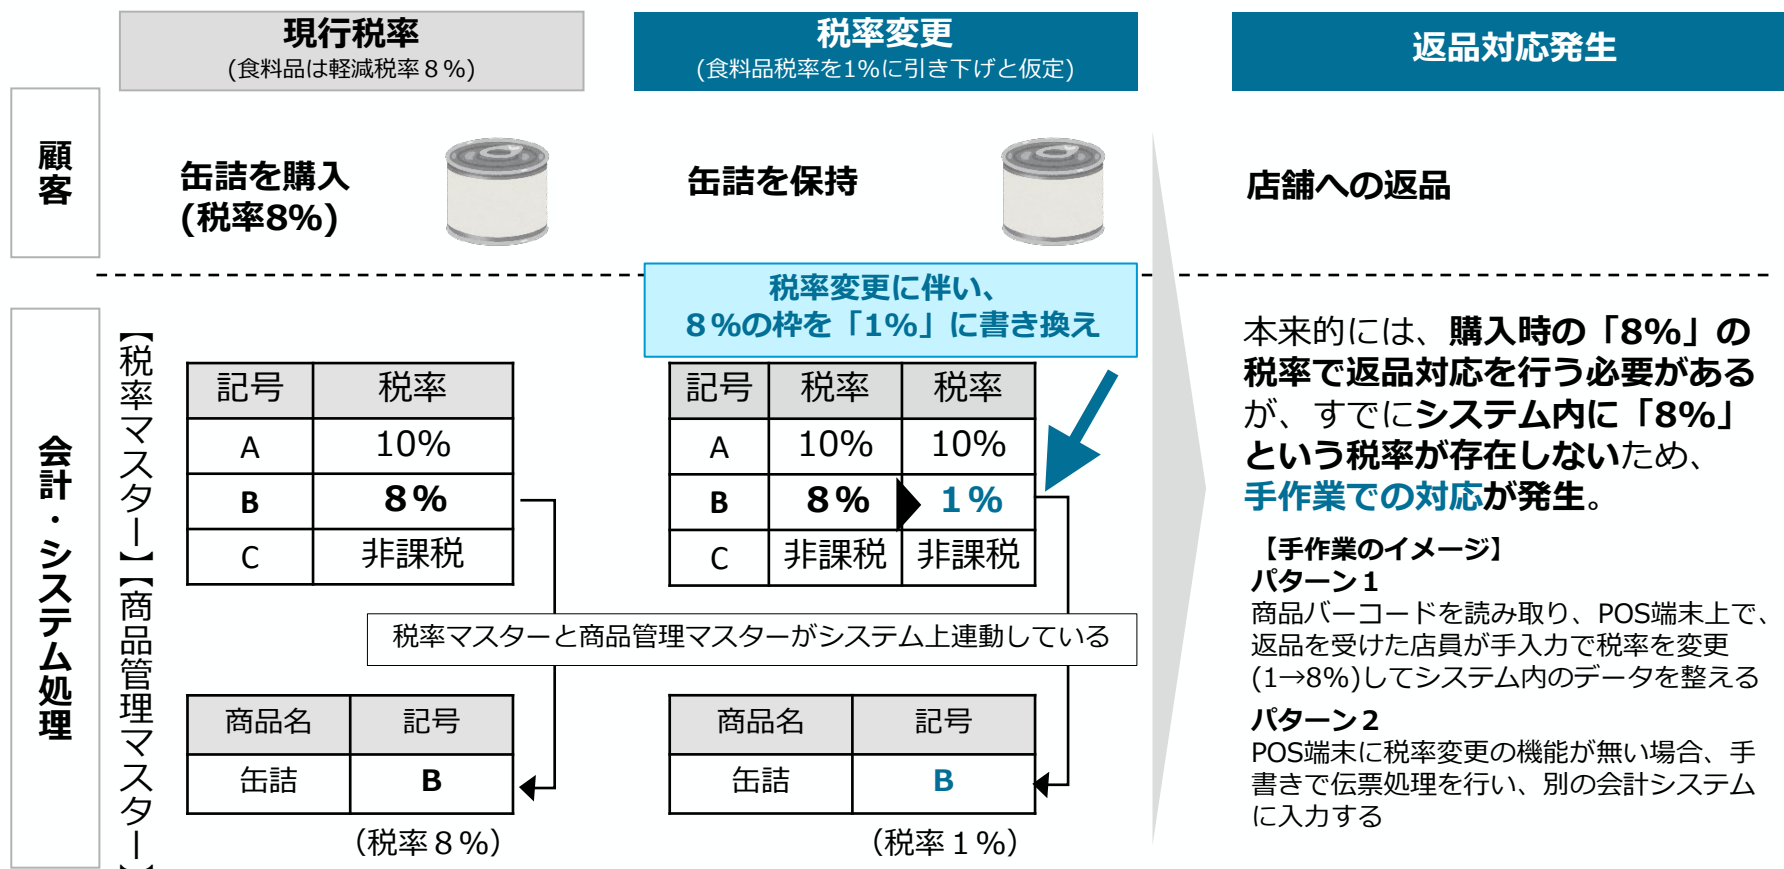 現行税率
(食料品は軽減税率８%)
税率変更
(食料品税率を1%に引き下げと仮定)
返品対応発生
顧客
缶詰を購入
(税率8%)
缶詰を保持
店舗への返品
会計・システム処理
【税率マスター】
【商品管理マスター】
記号 税率
A 10%
B 8%
C 非課税
税率変更に伴い、
８%の枠を「1%」に書き換え
記号 税率 税率
A 10% 10%
B 8% 1%
C 非課税 非課税
税率マスターと商品管理マスターがシステム上連動している
商品名 記号
缶詰 B
(税率８%)
商品名 記号
缶詰 B
(税率１%)
本来的には、購入時の「8%」の
税率で返品対応を行う必要がある
が、すでにシステム内に「8%」
という税率が存在しないため、
手作業での対応が発生。
【手作業のイメージ】
パターン１
商品バーコードを読み取り、POS端末上で、
返品を受けた店員が手入力で税率を変更
(1→8%)してシステム内のデータを整える
パターン２
POS端末に税率変更の機能が無い場合、手
書きで伝票処理を行い、別の会計システム
に入力する